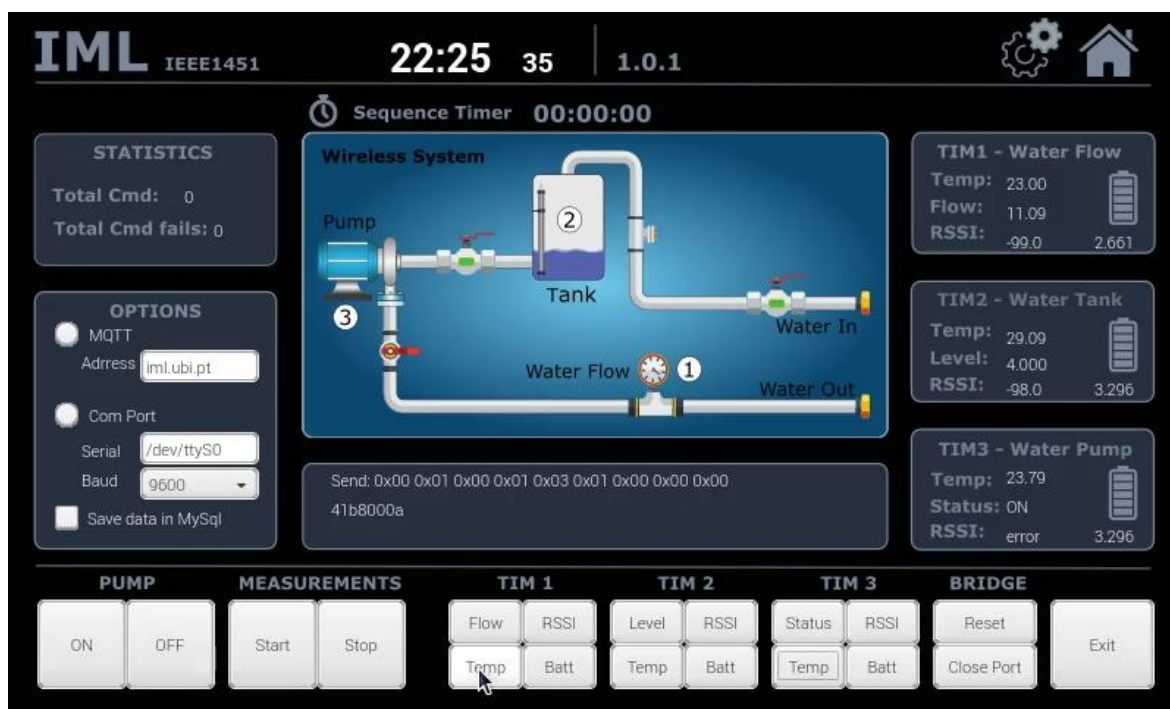 IML IEEE1451 22:25 35 1.0.1
Sequence Timer 00:00:00
STATISTICS
Total Cmd: 0
Total Cmd fails: 0
OPTIONS
MQTT
Adrress iml.ubi.pt
Com Port
Serial /dev/ttyS0
Baud 9600
Save data in MySql
Wireless System
Pump
2
Tank
3
Water In
Water Flow 1
Water Out
Send: 0x00 0x01 0x00 0x01 0x03 0x01 0x00 0x00 0x00
41b8000a
TIM1 - Water Flow
Temp: 23.00
Flow: 11.09
RSSI: -99.0 2.661
TIM2 - Water Tank
Temp: 29.09
Level: 4.000
RSSI: -98.0 3.296
TIM3 - Water Pump
Temp: 23.79
Status: ON
RSSI: error 3.296
PUMP MEASUREMENTS TIM 1 TIM 2 TIM 3 BRIDGE
ON OFF Start Stop Flow RSSI Level RSSI Status RSSI Reset Exit
Temp Batt Temp Batt Temp Batt Close Port